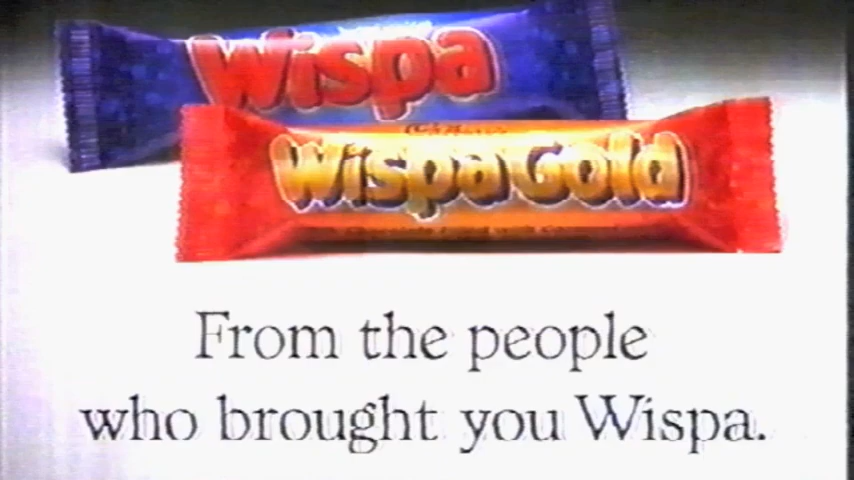 Wispa
Wispa Gold
From the people
who brought you Wispa.